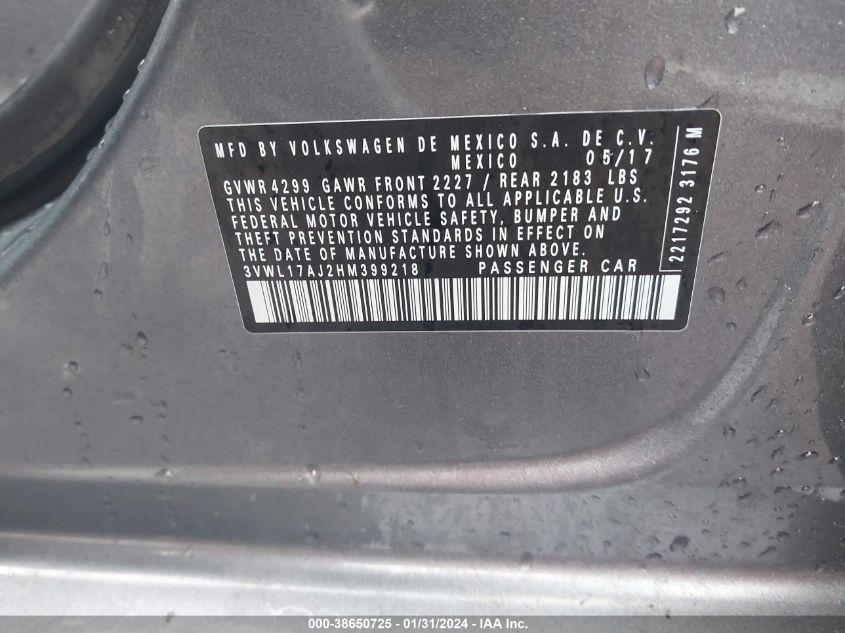 MFD BY VOLKSWAGEN DE MEXICO S.A. DE C.V.
MEXICO 05/17
GVWR 4299 GAWR FRONT 2227 / REAR 2183 LBS
THIS VEHICLE CONFORMS TO ALL APPLICABLE U.S.
FEDERAL MOTOR VEHICLE SAFETY, BUMPER AND
THEFT PREVENTION STANDARDS IN EFFECT ON
THE DATE OF MANUFACTURE SHOWN ABOVE.
3VWL17AJ2HM399218 PASSENGER CAR
2217292 3176 M
000-38650725 - 01/31/2024 - IAA Inc.